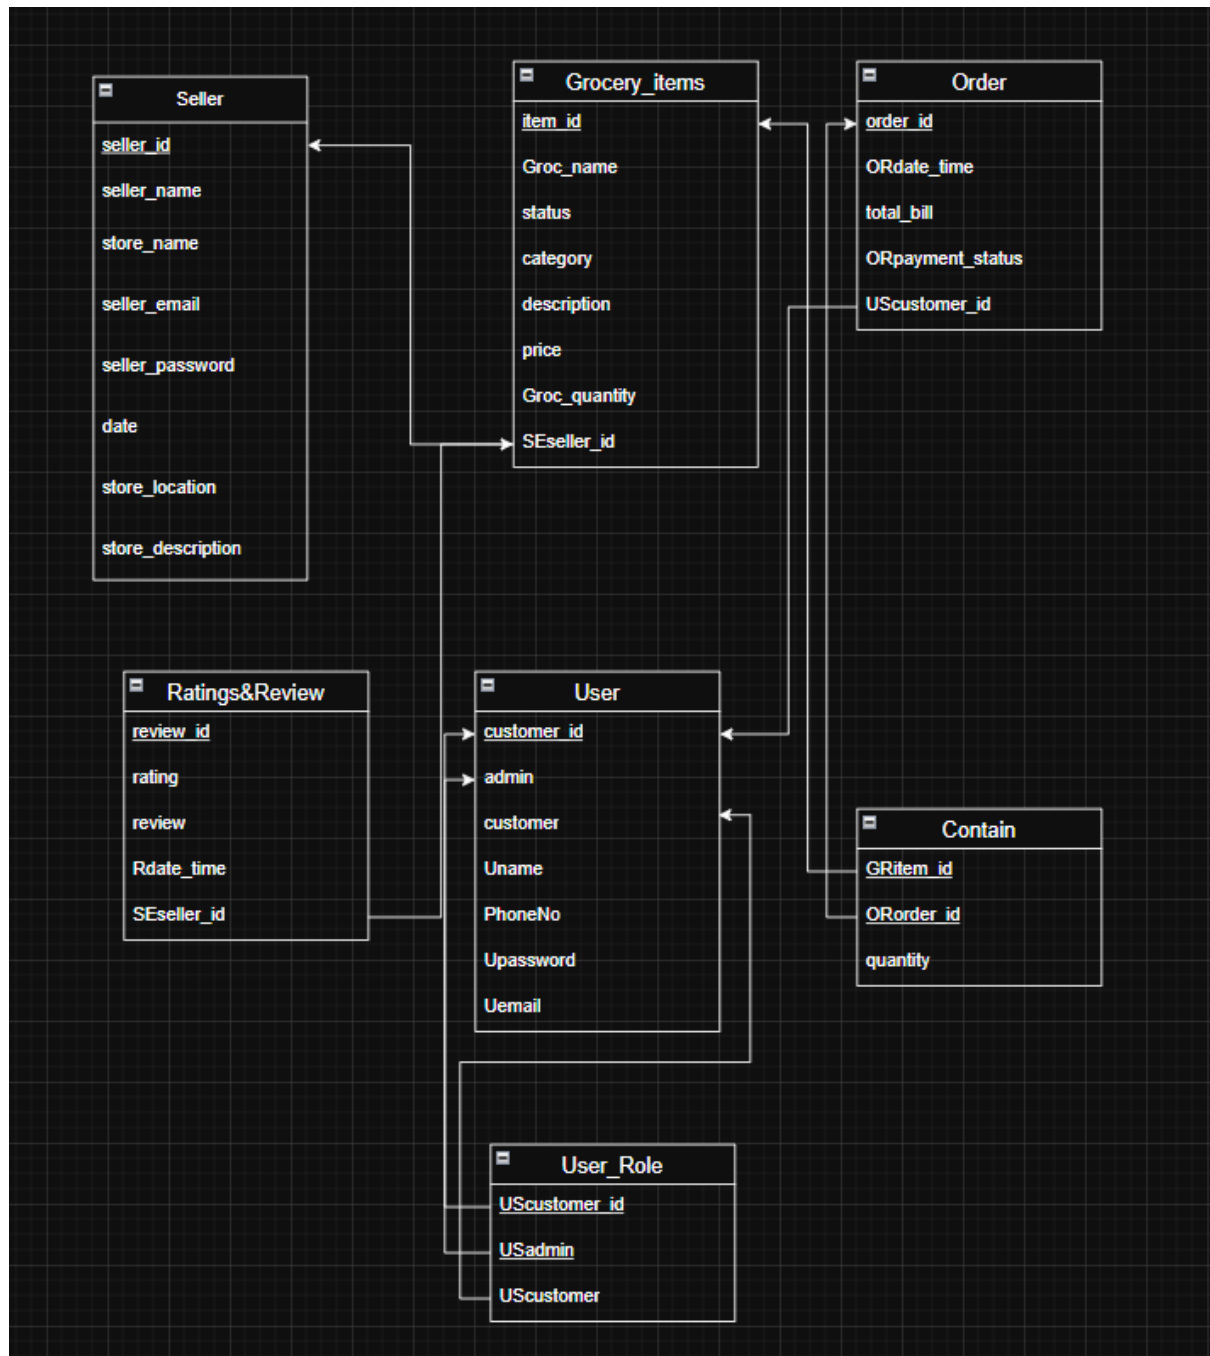 Seller
seller_id
seller_name
store_name
seller_email
seller_password
date
store_location
store_description
Grocery_items
item_id
Groc_name
status
category
description
price
Groc_quantity
SEseller_id
Order
order_id
ORdate_time
total_bill
ORpayment_status
UScustomer_id
Ratings&Review
review_id
rating
review
Rdate_time
SEseller_id
User
customer_id
admin
customer
Uname
PhoneNo
Upassword
Uemail
Contain
GRitem_id
ORorder_id
quantity
User_Role
UScustomer_id
USadmin
UScustomer